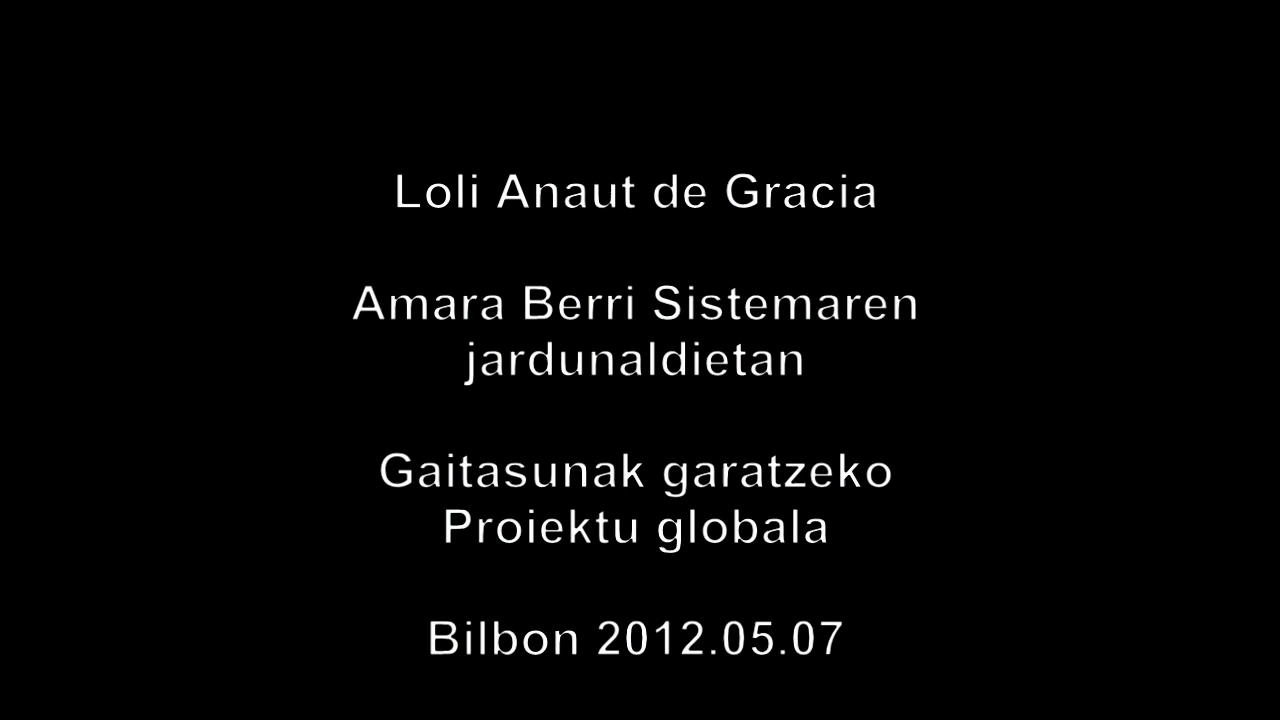 Loli Anaut de Gracia
Amara Berri Sistemaren
jardunaldietan
Gaitasunak garatzeko
Proiektu globala
Bilbon 2012.05.07